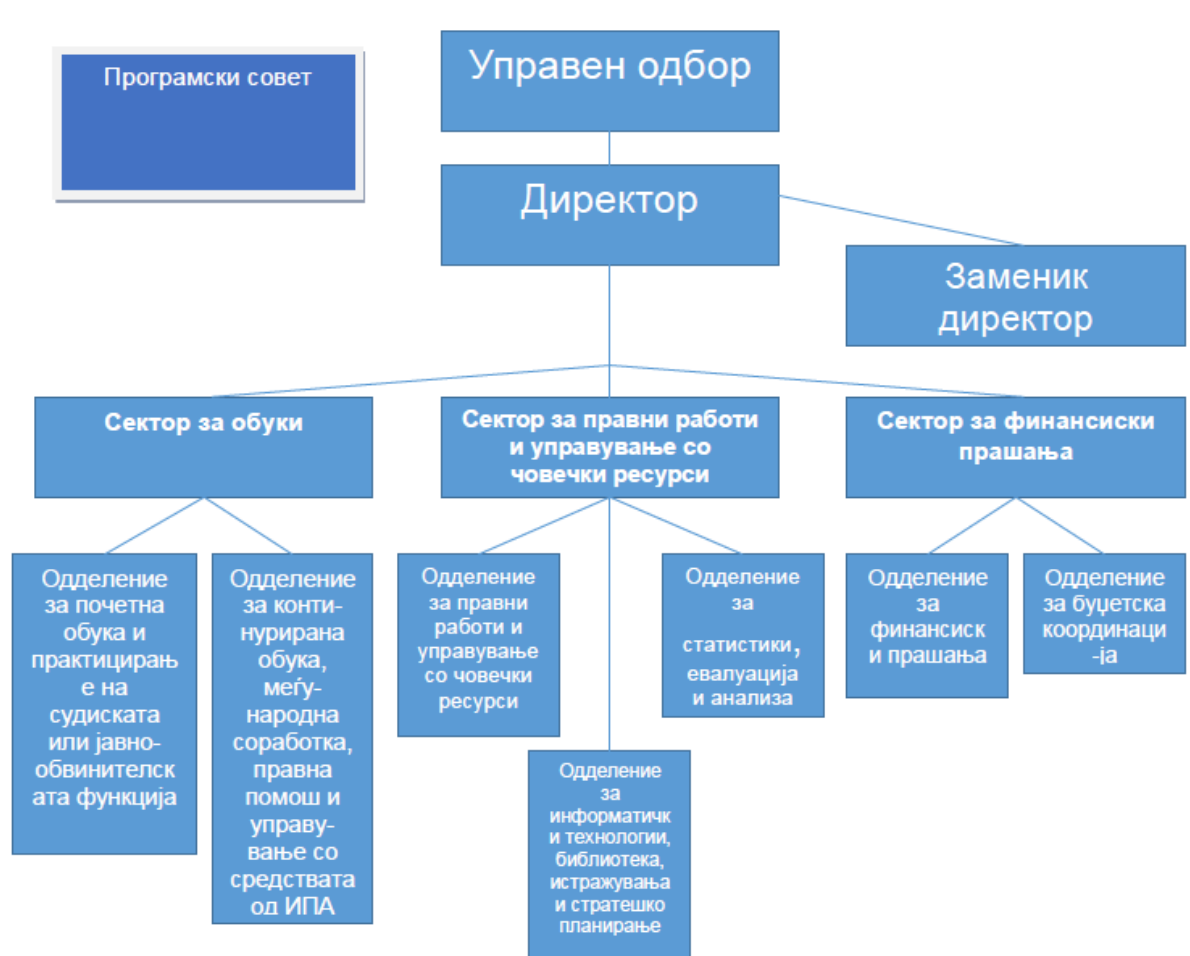 Програмски совет
Управен одбор
Директор
Заменик
директор
Сектор за обуки
Сектор за правни работи
и управување со
човечки ресурси
Сектор за финансиски
прашања
Одделение
за почетна
обука и
практицирањ
е на
судиската
или јавно-
обвинителск
ата функција
Одделение
за конти-
нурирана
обука,
меѓу-
народна
соработка,
правна
помош и
управу-
вање со
средствата
од ИПА
Одделение
за правни
работи и
управување
со човечки
ресурси
Одделение
за
информатичк
и технологии,
библиотека,
истражувања
и стратешко
планирање
Одделение
за
статистики,
евалуација
и анализа
Одделение
за
финансиск
и прашања
Одделение
за буџетска
координаци
-ја